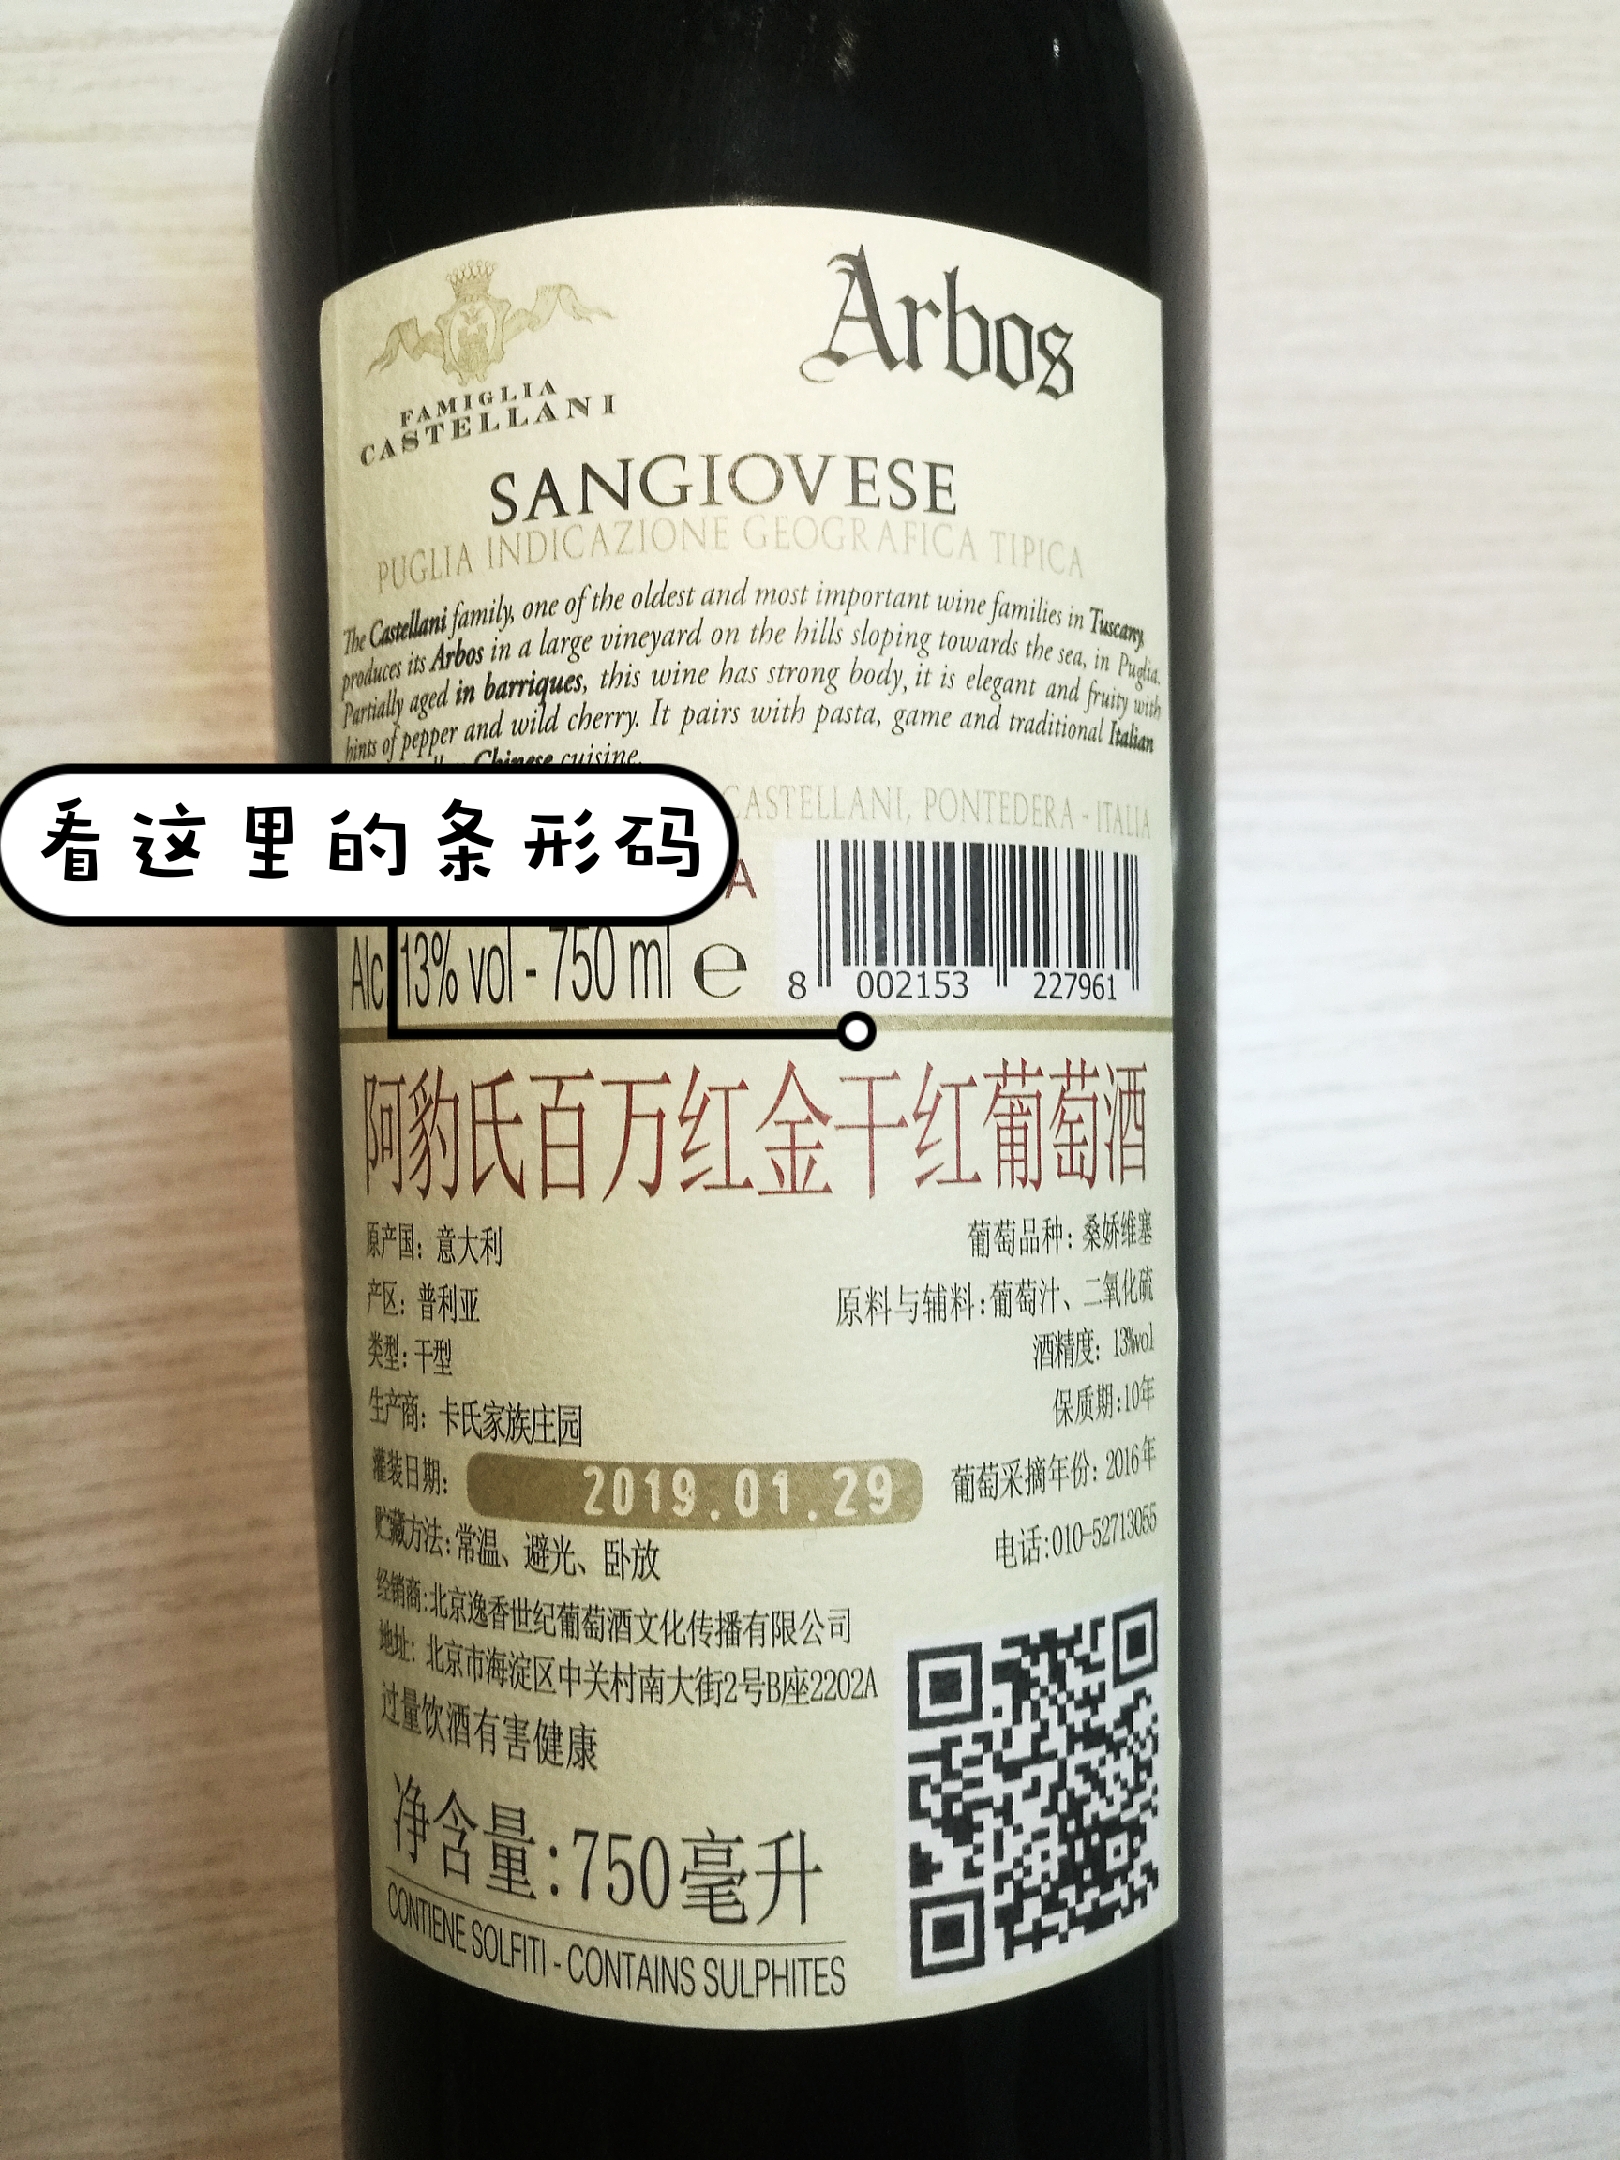 FAMIGLIA
CASTELLANI
Arbos
SANGIOVESE
PUGLIA INDICAZIONE GEOGRAFICA TIPICA
The Castellani family, one of the oldest and most important wine families in Tuscany,
produces its Arbos in a large vineyard on the hills sloping towards the sea, in Puglia.
Partially aged in barriques, this wine has strong body, it is elegant and fruity with
hints of pepper and wild cherry. It pairs with pasta, game and traditional Italian
Chinese cuisine.
CASTELLANI, PONTEDERA - ITALIA
看这里的条形码
A
Alc 13% vol - 750 ml e
8 002153 227961
阿豹氏百万红金干红葡萄酒
原产国：意大利
葡萄品种：桑娇维塞
产区：普利亚
原料与辅料：葡萄汁、二氧化硫
类型：干型
酒精度：13%vol
生产商：卡氏家族庄园
保质期：10年
灌装日期：2019.01.29
葡萄采摘年份：2016年
贮藏方法：常温、避光、卧放
电话：010-52713055
经销商：北京逸香世纪葡萄酒文化传播有限公司
地址：北京市海淀区中关村南大街2号B座2202A
过量饮酒有害健康
净含量：750毫升
CONTIENE SOLFITI - CONTAINS SULPHITES